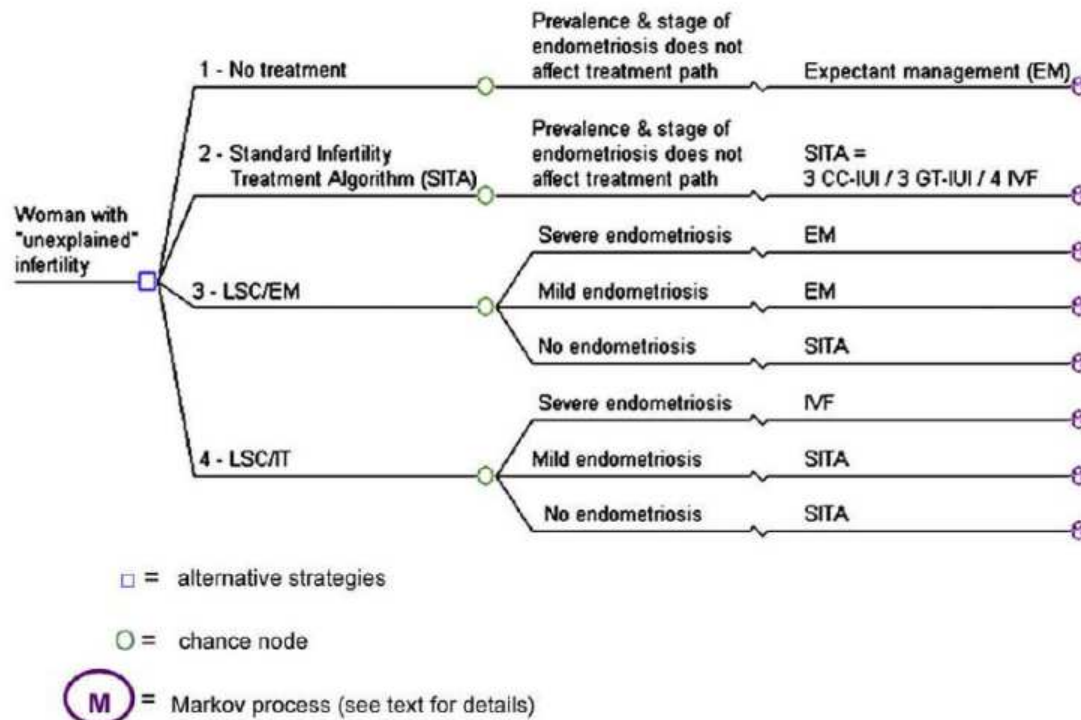 Prevalence & stage of
endometriosis does not
1 - No treatment affect treatment path Expectant management (EM)
Prevalence & stage of
2 - Standard Infertility endometriosis does not SITA =
Treatment Algorithm (SITA) affect treatment path 3 CC-IUI / 3 GT-IUI / 4 IVF
Woman with
"unexplained"
infertility
Severe endometriosis EM
3 - LSC/EM Mild endometriosis EM
No endometriosis SITA
Severe endometriosis IVF
4 - LSC/IT Mild endometriosis SITA
No endometriosis SITA
= alternative strategies
= chance node
M = Markov process (see text for details)